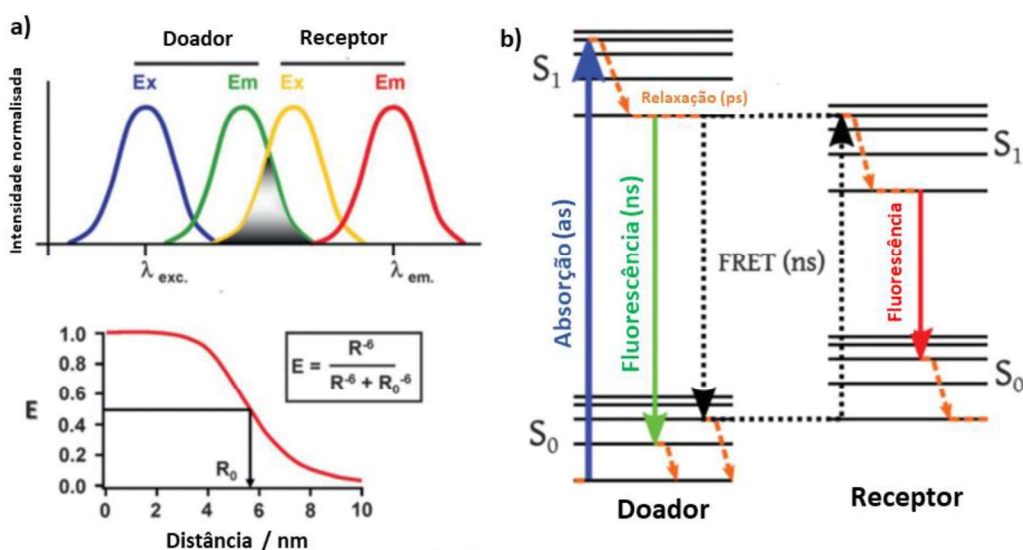 a)
Doador
Receptor
Ex
Em
Ex
Em
Intensidade normalisada
λ exc.
λ em.
1.0
0.8
0.6
0.4
0.2
0.0
E
E = R⁻⁶ / R⁻⁶ + R₀⁻⁶
R₀
0 2 4 6 8 10
Distância / nm
b)
S₁
Relaxação (ps)
S₁
Absorção (as)
Fluorescência (ns)
FRET (ns)
Fluorescência
S₀
S₀
Doador
Receptor